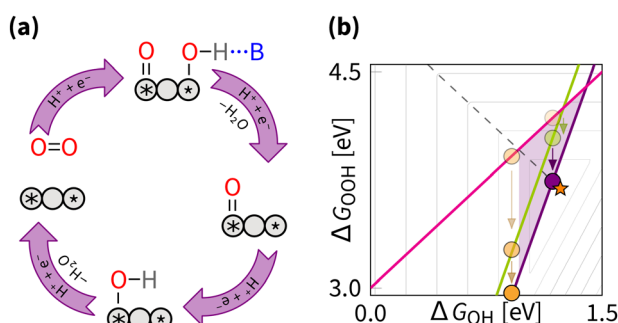 (a)
O
O
O-H···B
* *
H⁺ + e⁻
H⁺ + e⁻
−H₂O
O=O
* *
O
* *
H⁺ + e⁻
−H₂O
H⁺ + e⁻
O-H
* *
(b)
4.5
ΔG_OOH [eV]
3.0
0.0
ΔG_OH [eV]
1.5